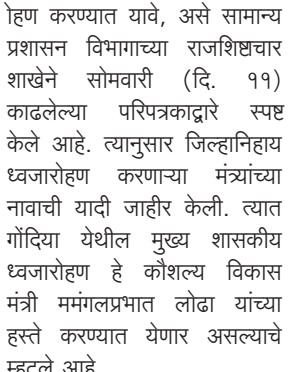 ोहण करण्यात यावे, असे सामान्य
प्रशासन विभागाच्या राजशिष्टाचार
शाखेने सोमवारी (दि. ११)
काढलेल्या परिपत्रकाद्वारे स्पष्ट
केले आहे. त्यानुसार जिल्हानिहाय
ध्वजारोहण करणाऱ्या मंत्र्यांच्या
नावाची यादी जाहीर केली. त्यात
गोंदिया येथील मुख्य शासकीय
ध्वजारोहण हे कौशल्य विकास
मंत्री ममंगलप्रभात लोढा यांच्या
हस्ते करण्यात येणार असल्याचे
म्हटले आहे